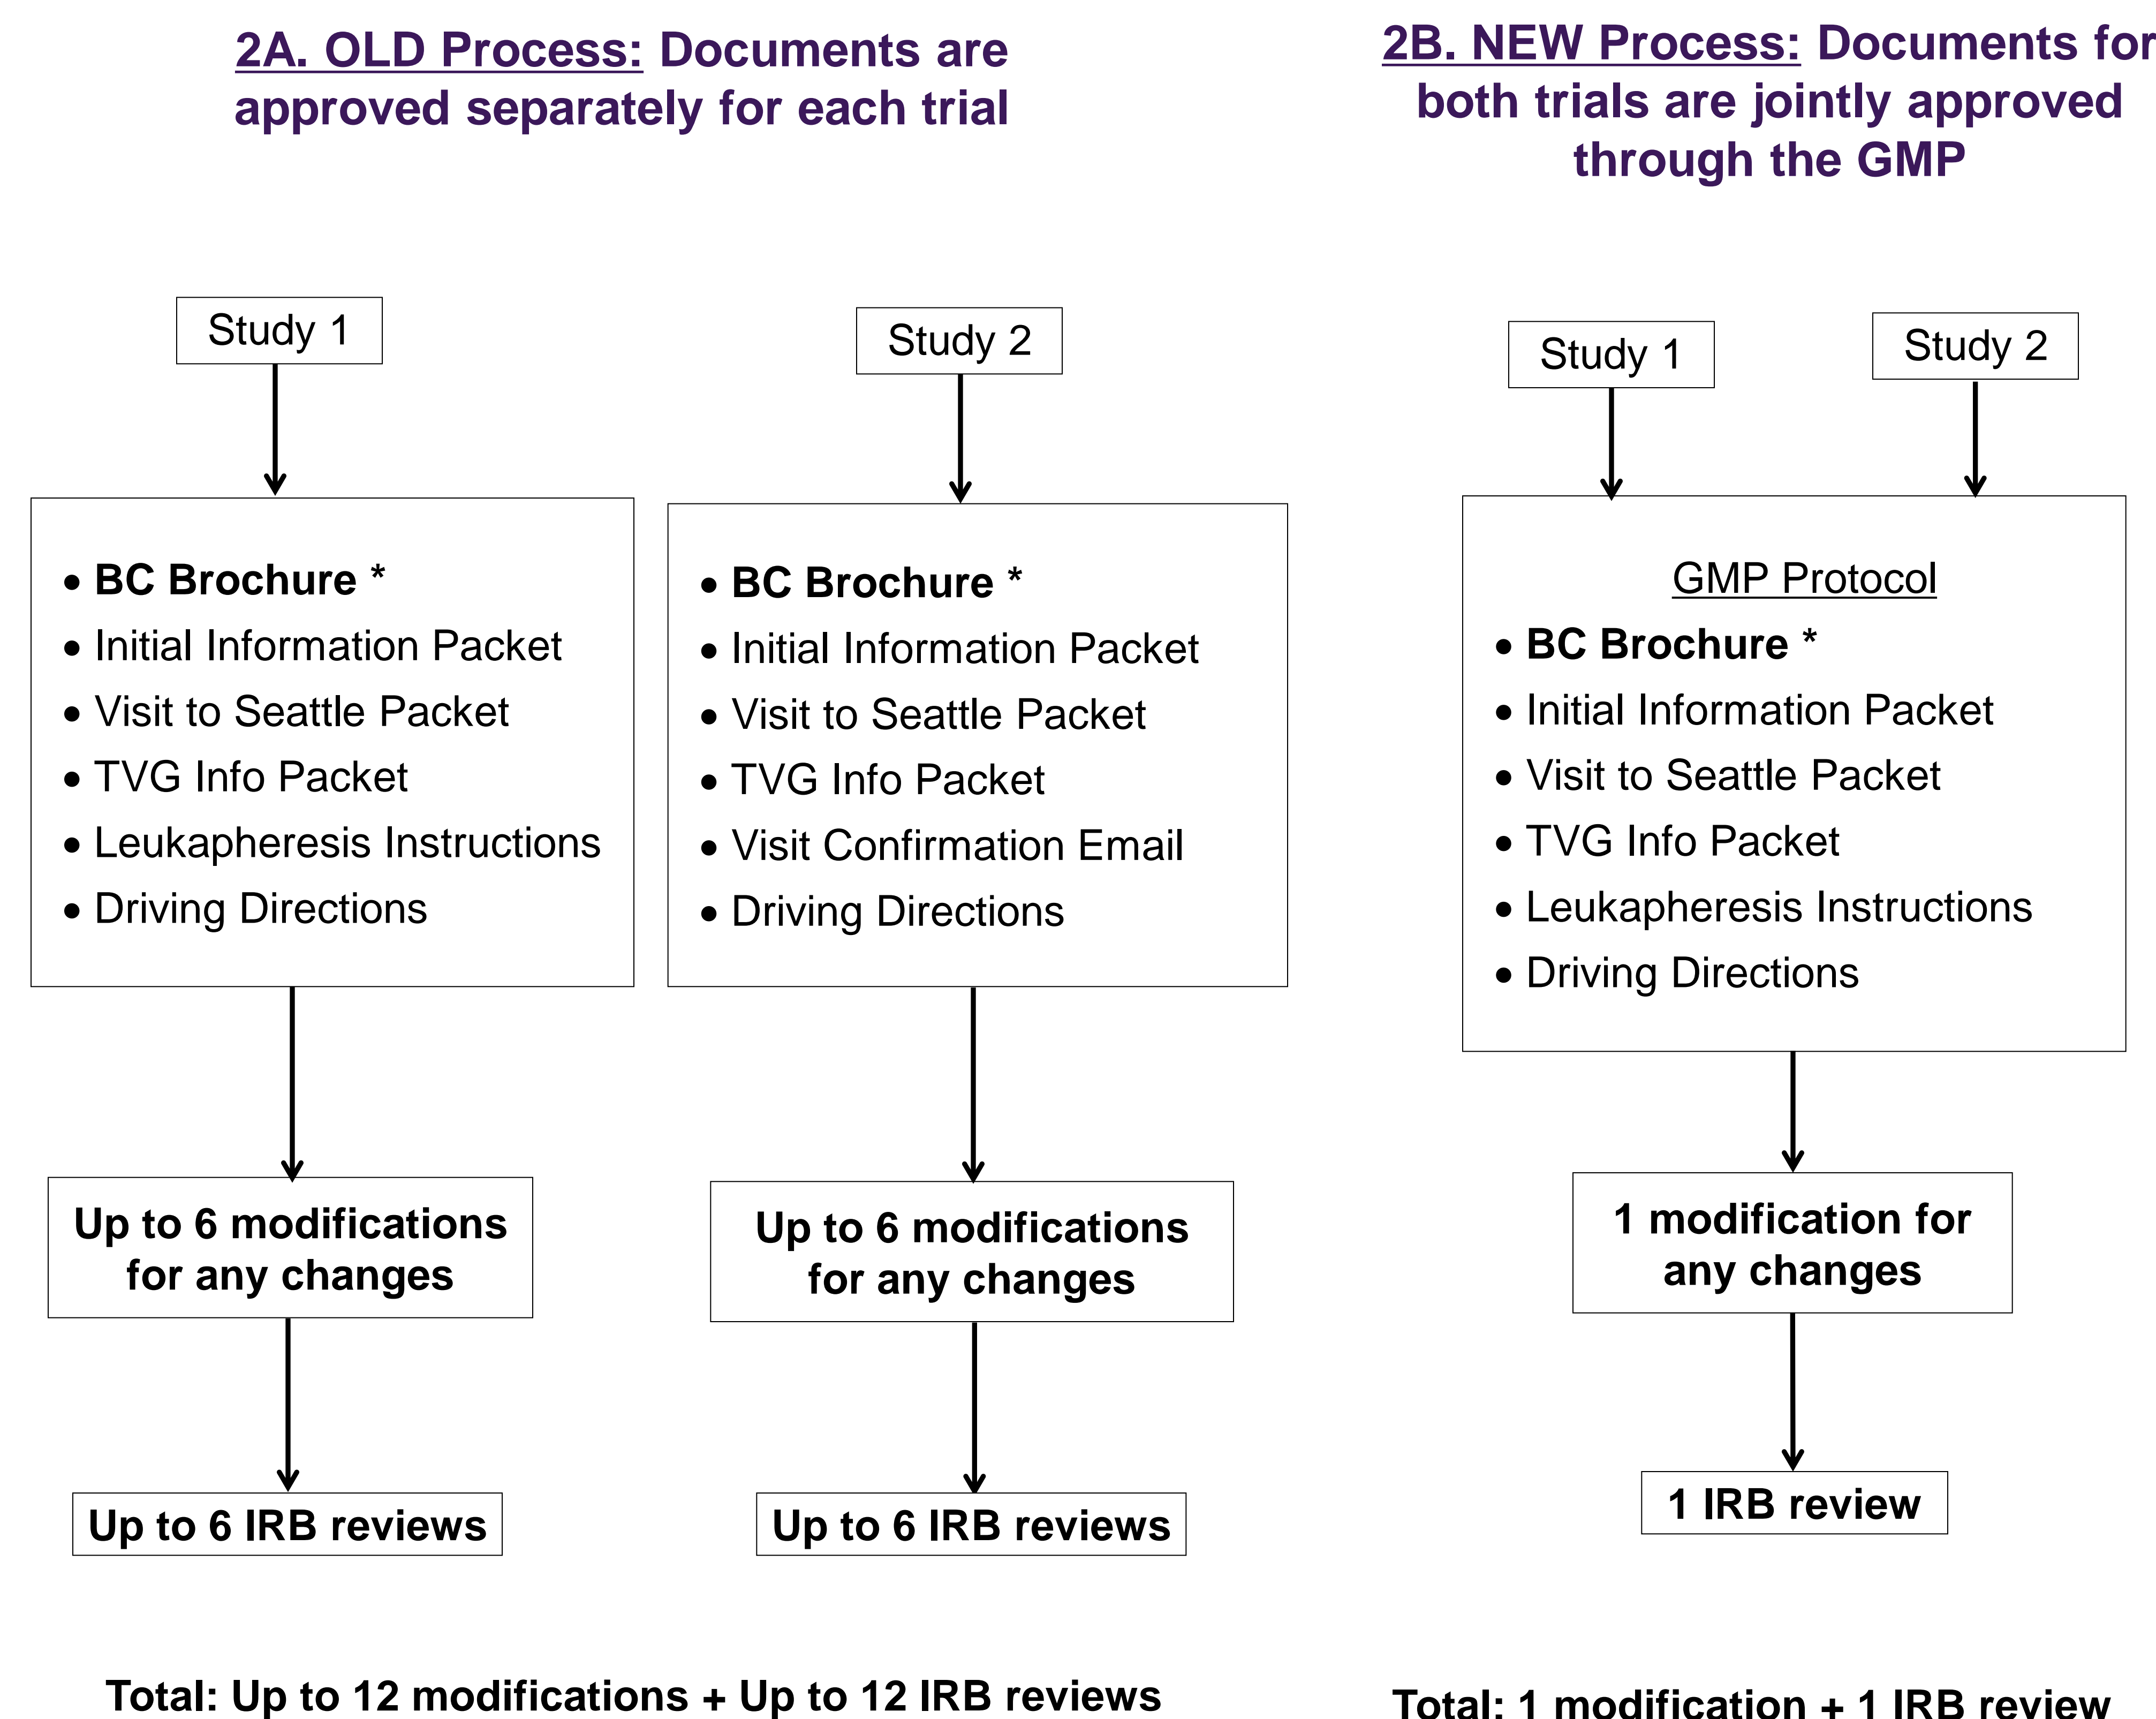 2A. OLD Process: Documents are
approved separately for each trial
Study 1
• BC Brochure *
• Initial Information Packet
• Visit to Seattle Packet
• TVG Info Packet
• Leukapheresis Instructions
• Driving Directions
Up to 6 modifications
for any changes
Up to 6 IRB reviews
Study 2
• BC Brochure *
• Initial Information Packet
• Visit to Seattle Packet
• TVG Info Packet
• Visit Confirmation Email
• Driving Directions
Up to 6 modifications
for any changes
Up to 6 IRB reviews
Total: Up to 12 modifications + Up to 12 IRB reviews
2B. NEW Process: Documents for
both trials are jointly approved
through the GMP
Study 1
Study 2
GMP Protocol
• BC Brochure *
• Initial Information Packet
• Visit to Seattle Packet
• TVG Info Packet
• Leukapheresis Instructions
• Driving Directions
1 modification for
any changes
1 IRB review
Total: 1 modification + 1 IRB review